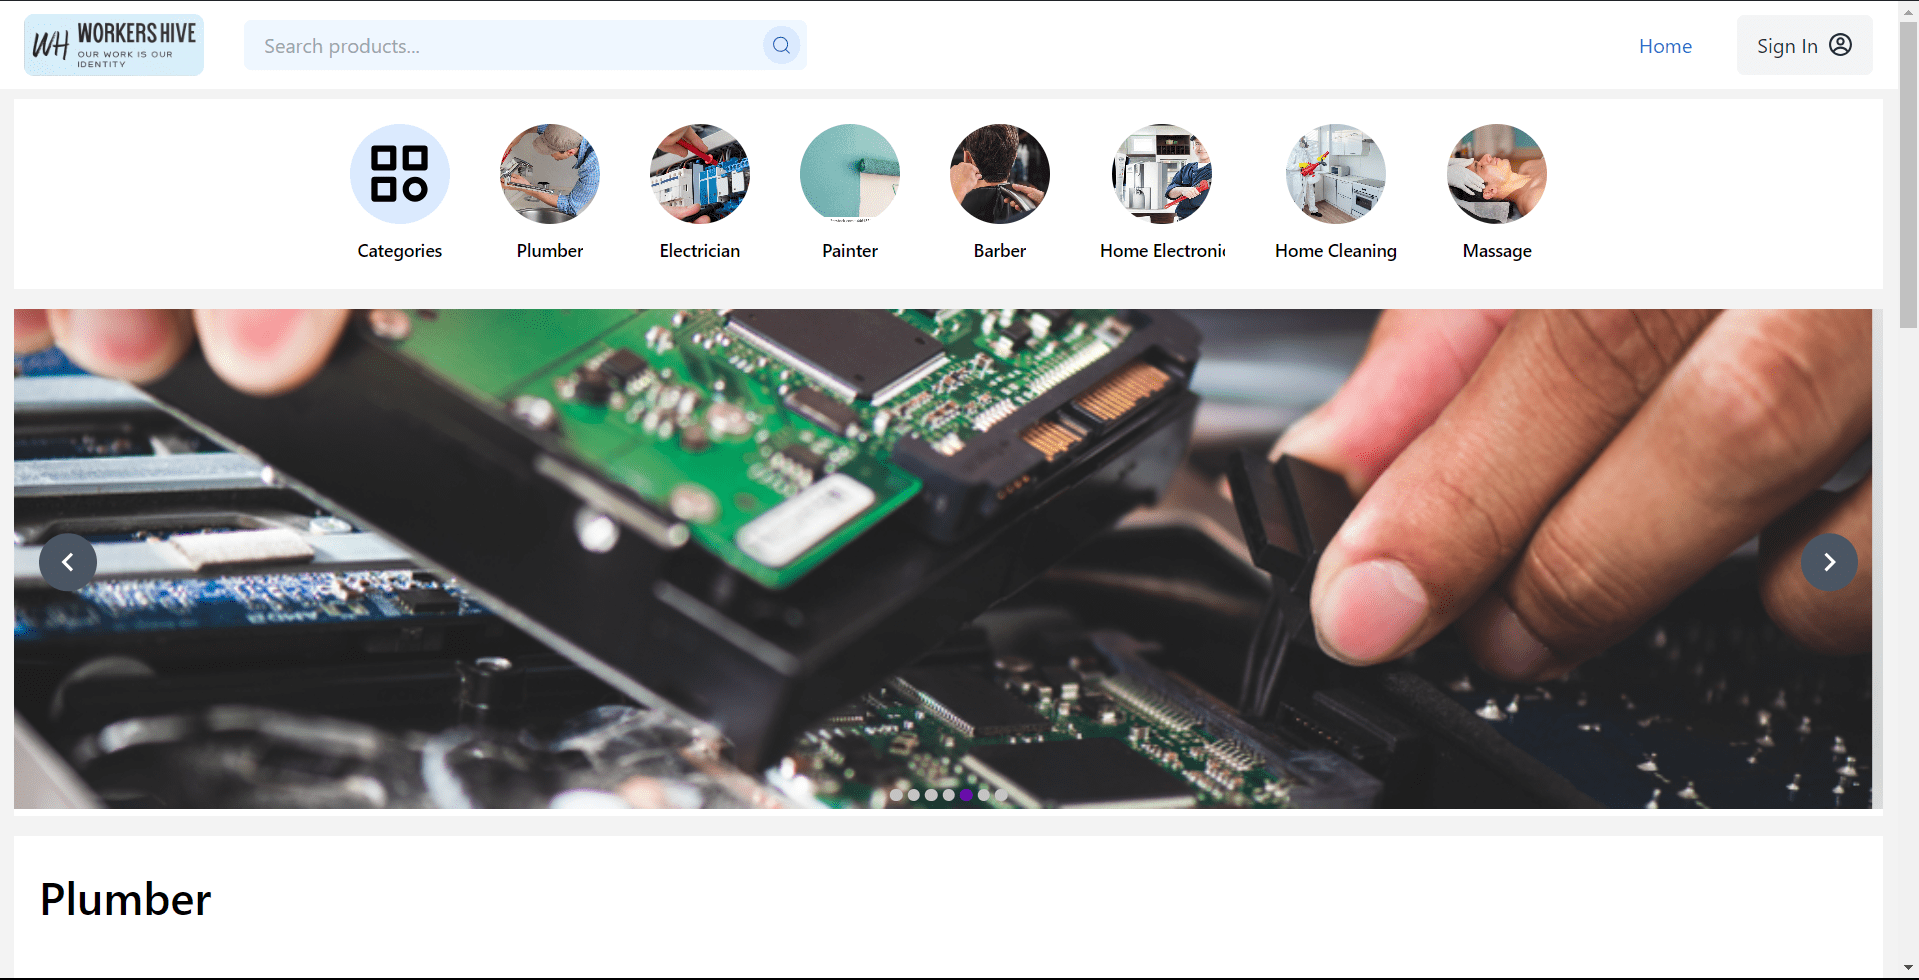 WH WORKERS HIVE
OUR WORK IS OUR
IDENTITY
Search products...
Home
Sign In
Categories
Plumber
Electrician
Painter
Barber
Home Electroni
Home Cleaning
Massage
Plumber